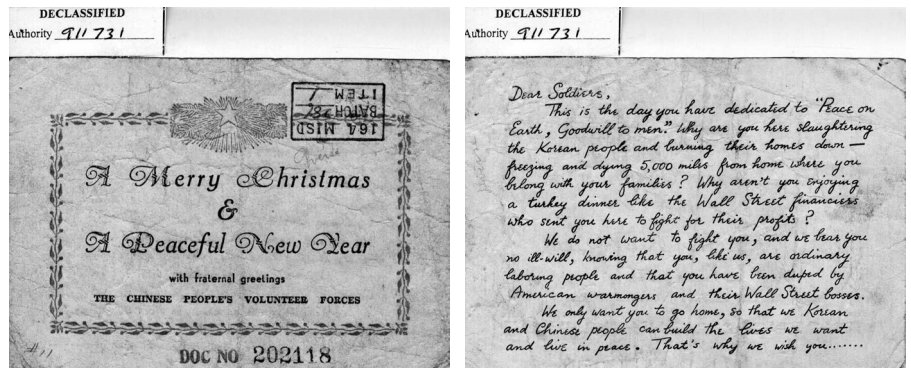 DECLASSIFIED
Authority 911731
164 MISD
BATCH
ITEM 1
A Merry Christmas
&
A Peaceful New Year
with fraternal greetings
THE CHINESE PEOPLE'S VOLUNTEER FORCES
#11
DOC NO 202118
DECLASSIFIED
Authority 911731
Dear Soldiers,
This is the day you have dedicated to "Peace on
Earth, Goodwill to men." Why are you here slaughtering
the Korean people and burning their homes down —
freezing and dying 5,000 miles from home where you
belong with your families? Why aren't you enjoying
a turkey dinner like the Wall Street financiers
who sent you here to fight for their profits?
We do not want to fight you, and we bear you
no ill-will, knowing that you, like us, are ordinary
laboring people and that you have been duped by
American warmongers and their Wall Street bosses.
We only want you to go home, so that we Korean
and Chinese people can build the lives we want
and live in peace. That's why we wish you.......